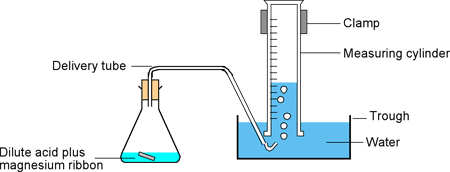 Clamp
Measuring cylinder
Delivery tube
Trough
Water
Dilute acid plus
magnesium ribbon